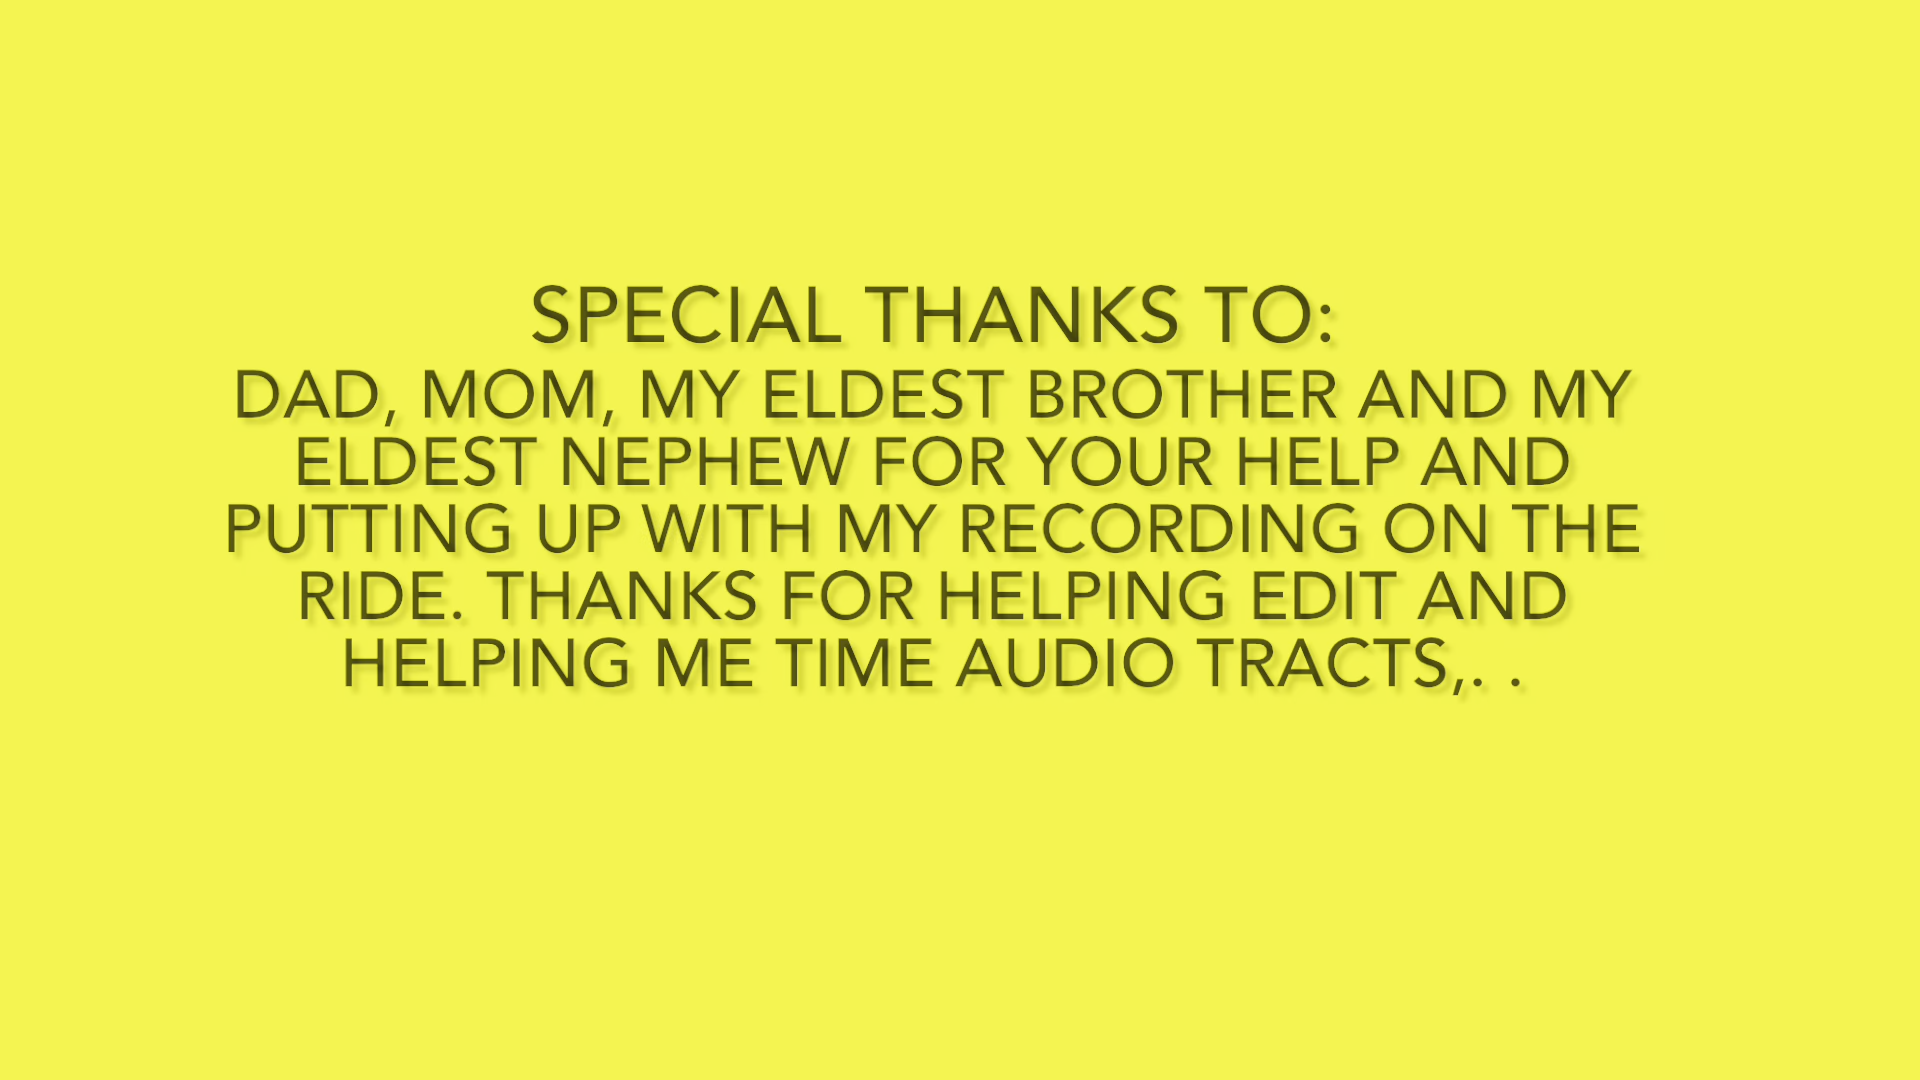 SPECIAL THANKS TO:
DAD, MOM, MY ELDEST BROTHER AND MY
ELDEST NEPHEW FOR YOUR HELP AND
PUTTING UP WITH MY RECORDING ON THE
RIDE. THANKS FOR HELPING EDIT AND
HELPING ME TIME AUDIO TRACTS,. .